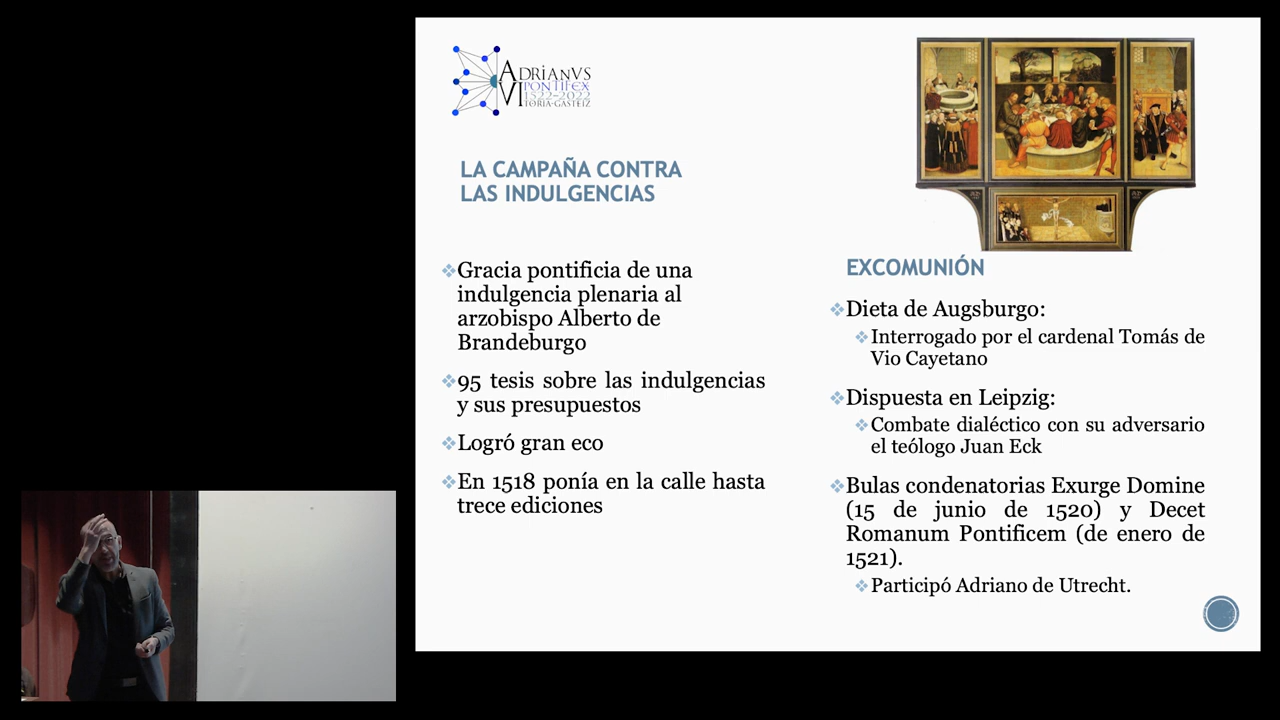 ADRIANVS
VI PONTIFEX
1522-2022
VITORIA-GASTEIZ
LA CAMPAÑA CONTRA
LAS INDULGENCIAS
Gracia pontificia de una
indulgencia plenaria al
arzobispo Alberto de
Brandeburgo
95 tesis sobre las indulgencias
y sus presupuestos
Logró gran eco
En 1518 ponía en la calle hasta
trece ediciones
EXCOMUNIÓN
Dieta de Augsburgo:
Interrogado por el cardenal Tomás de
Vio Cayetano
Dispuesta en Leipzig:
Combate dialéctico con su adversario
el teólogo Juan Eck
Bulas condenatorias Exurge Domine
(15 de junio de 1520) y Decet
Romanum Pontificem (de enero de
1521).
Participó Adriano de Utrecht.